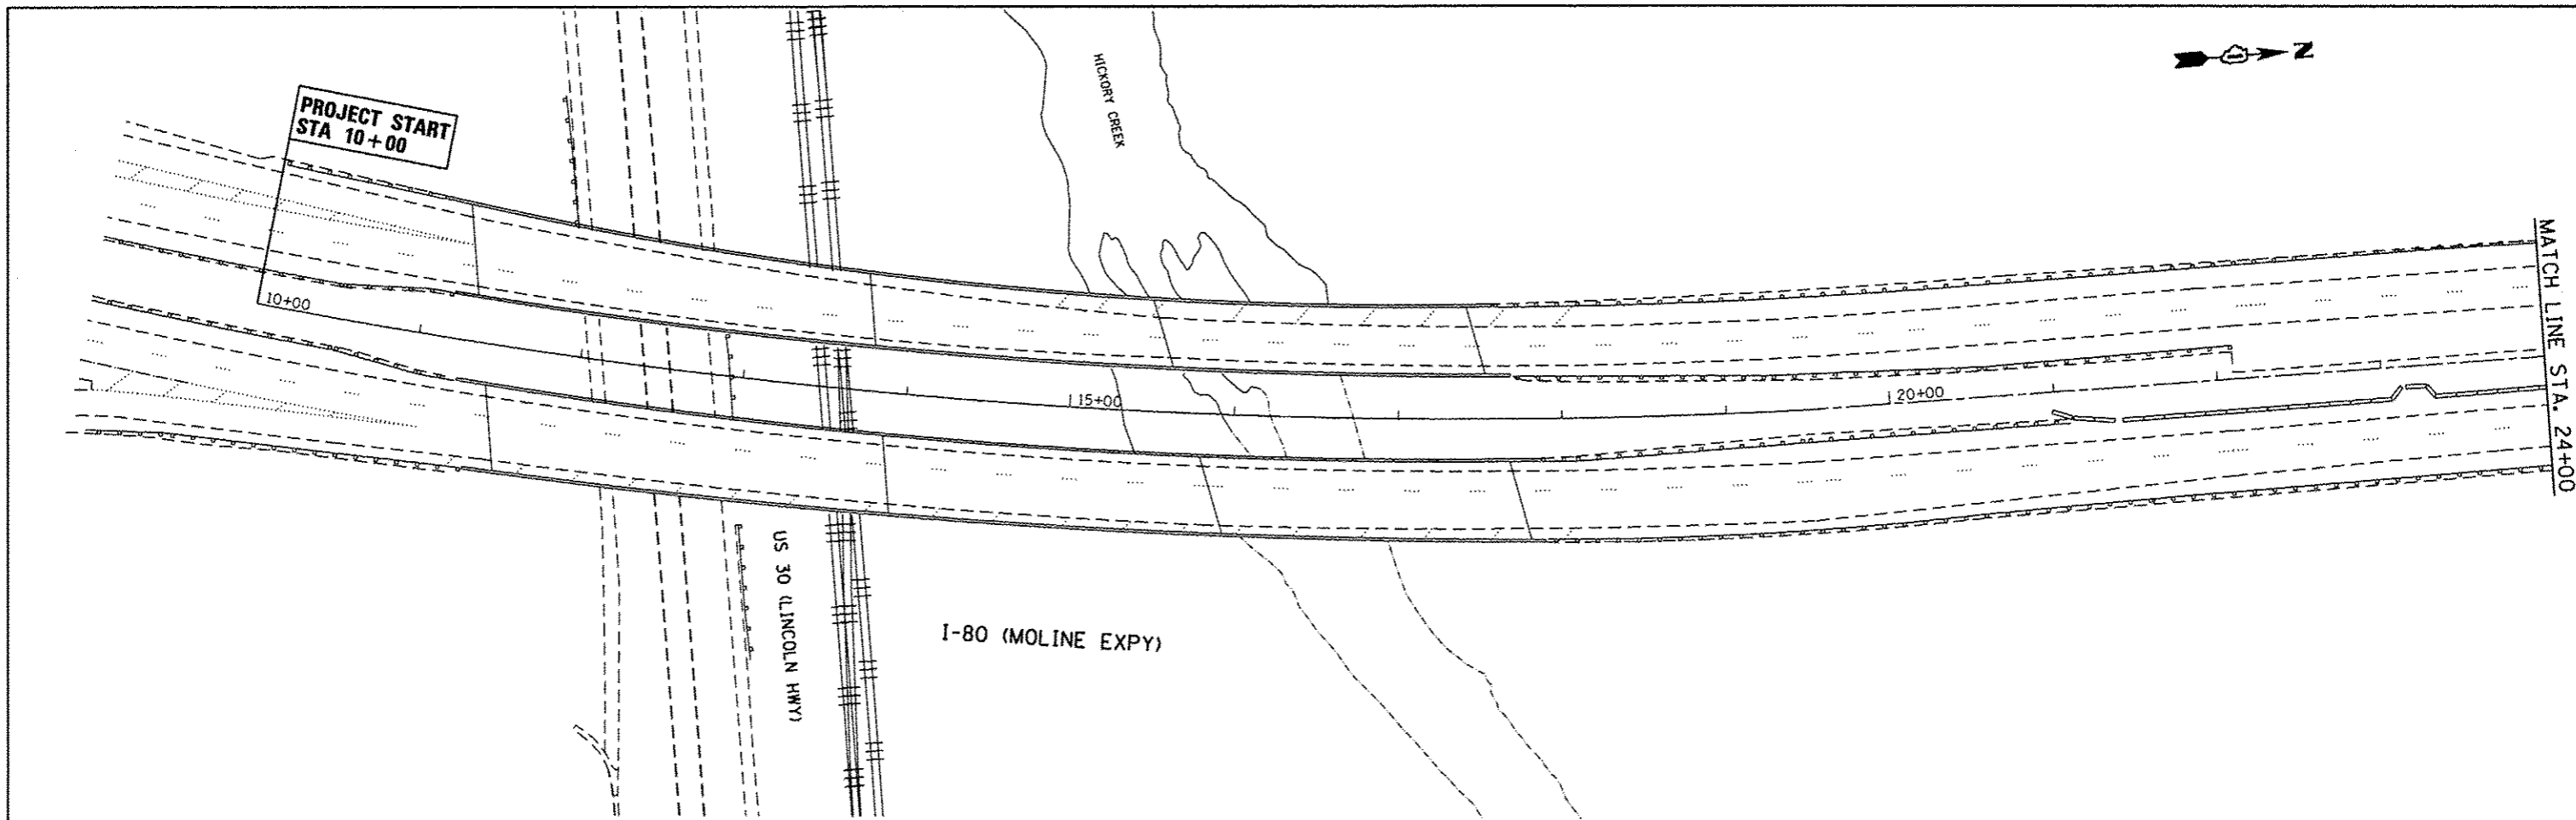 PROJECT START
STA 10+00
HICKORY CREEK
N
MATCH LINE STA. 24+00
10+00
15+00
20+00
US 30 (LINCOLN HWY)
I-80 (MOLINE EXPY)